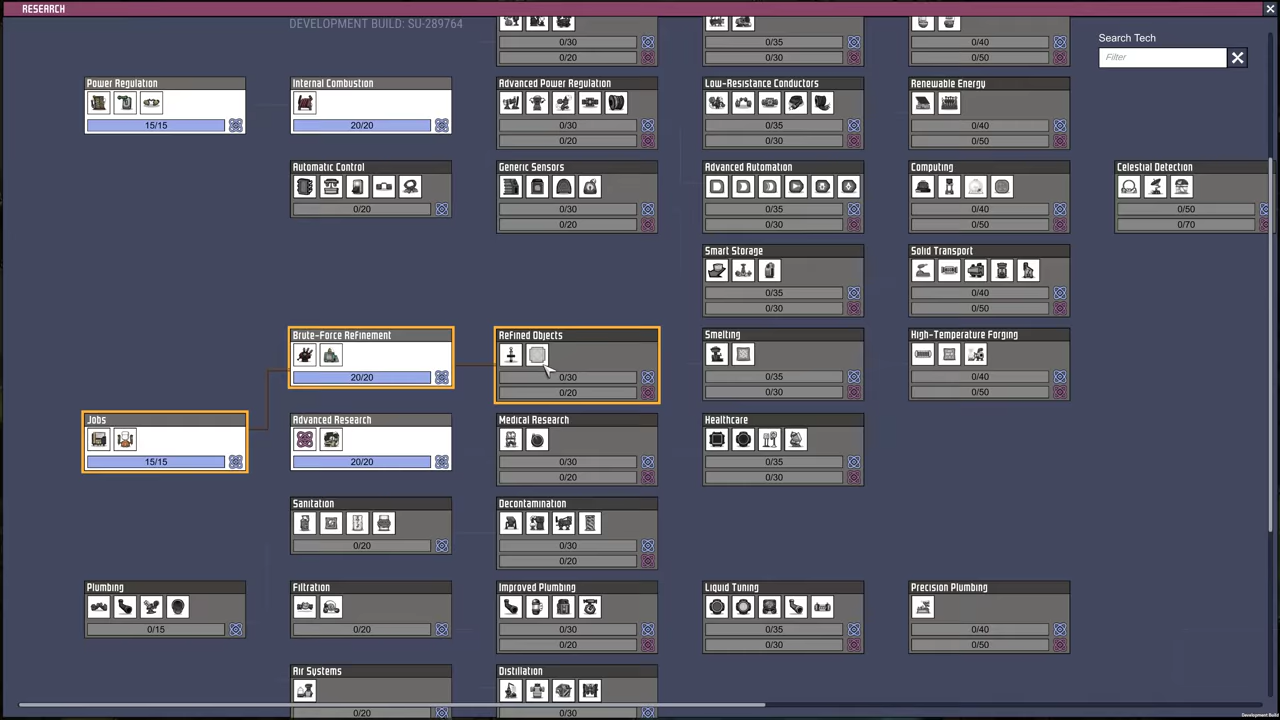 RESEARCH
DEVELOPMENT BUILD: SU-289764
Search Tech
Filter
0/30
0/20
0/35
0/30
0/40
0/50
Power Regulation
15/15
Internal Combustion
20/20
Advanced Power Regulation
0/30
0/20
Low-Resistance Conductors
0/35
0/30
Renewable Energy
0/40
0/50
Automatic Control
0/20
Generic Sensors
0/30
0/20
Advanced Automation
0/35
0/30
Computing
0/40
0/50
Celestial Detection
0/50
0/70
Smart Storage
0/35
0/30
Solid Transport
0/40
0/50
Brute-Force Refinement
20/20
Refined Objects
0/30
0/20
Smelting
0/35
0/30
High-Temperature Forging
0/40
0/50
Jobs
15/15
Advanced Research
20/20
Medical Research
0/30
0/20
Healthcare
0/35
0/30
Sanitation
0/20
Decontamination
0/30
0/20
Plumbing
0/15
Filtration
0/20
Improved Plumbing
0/30
0/20
Liquid Tuning
0/35
0/30
Precision Plumbing
0/40
0/50
Air Systems
0/20
Distillation
0/30
Development Build